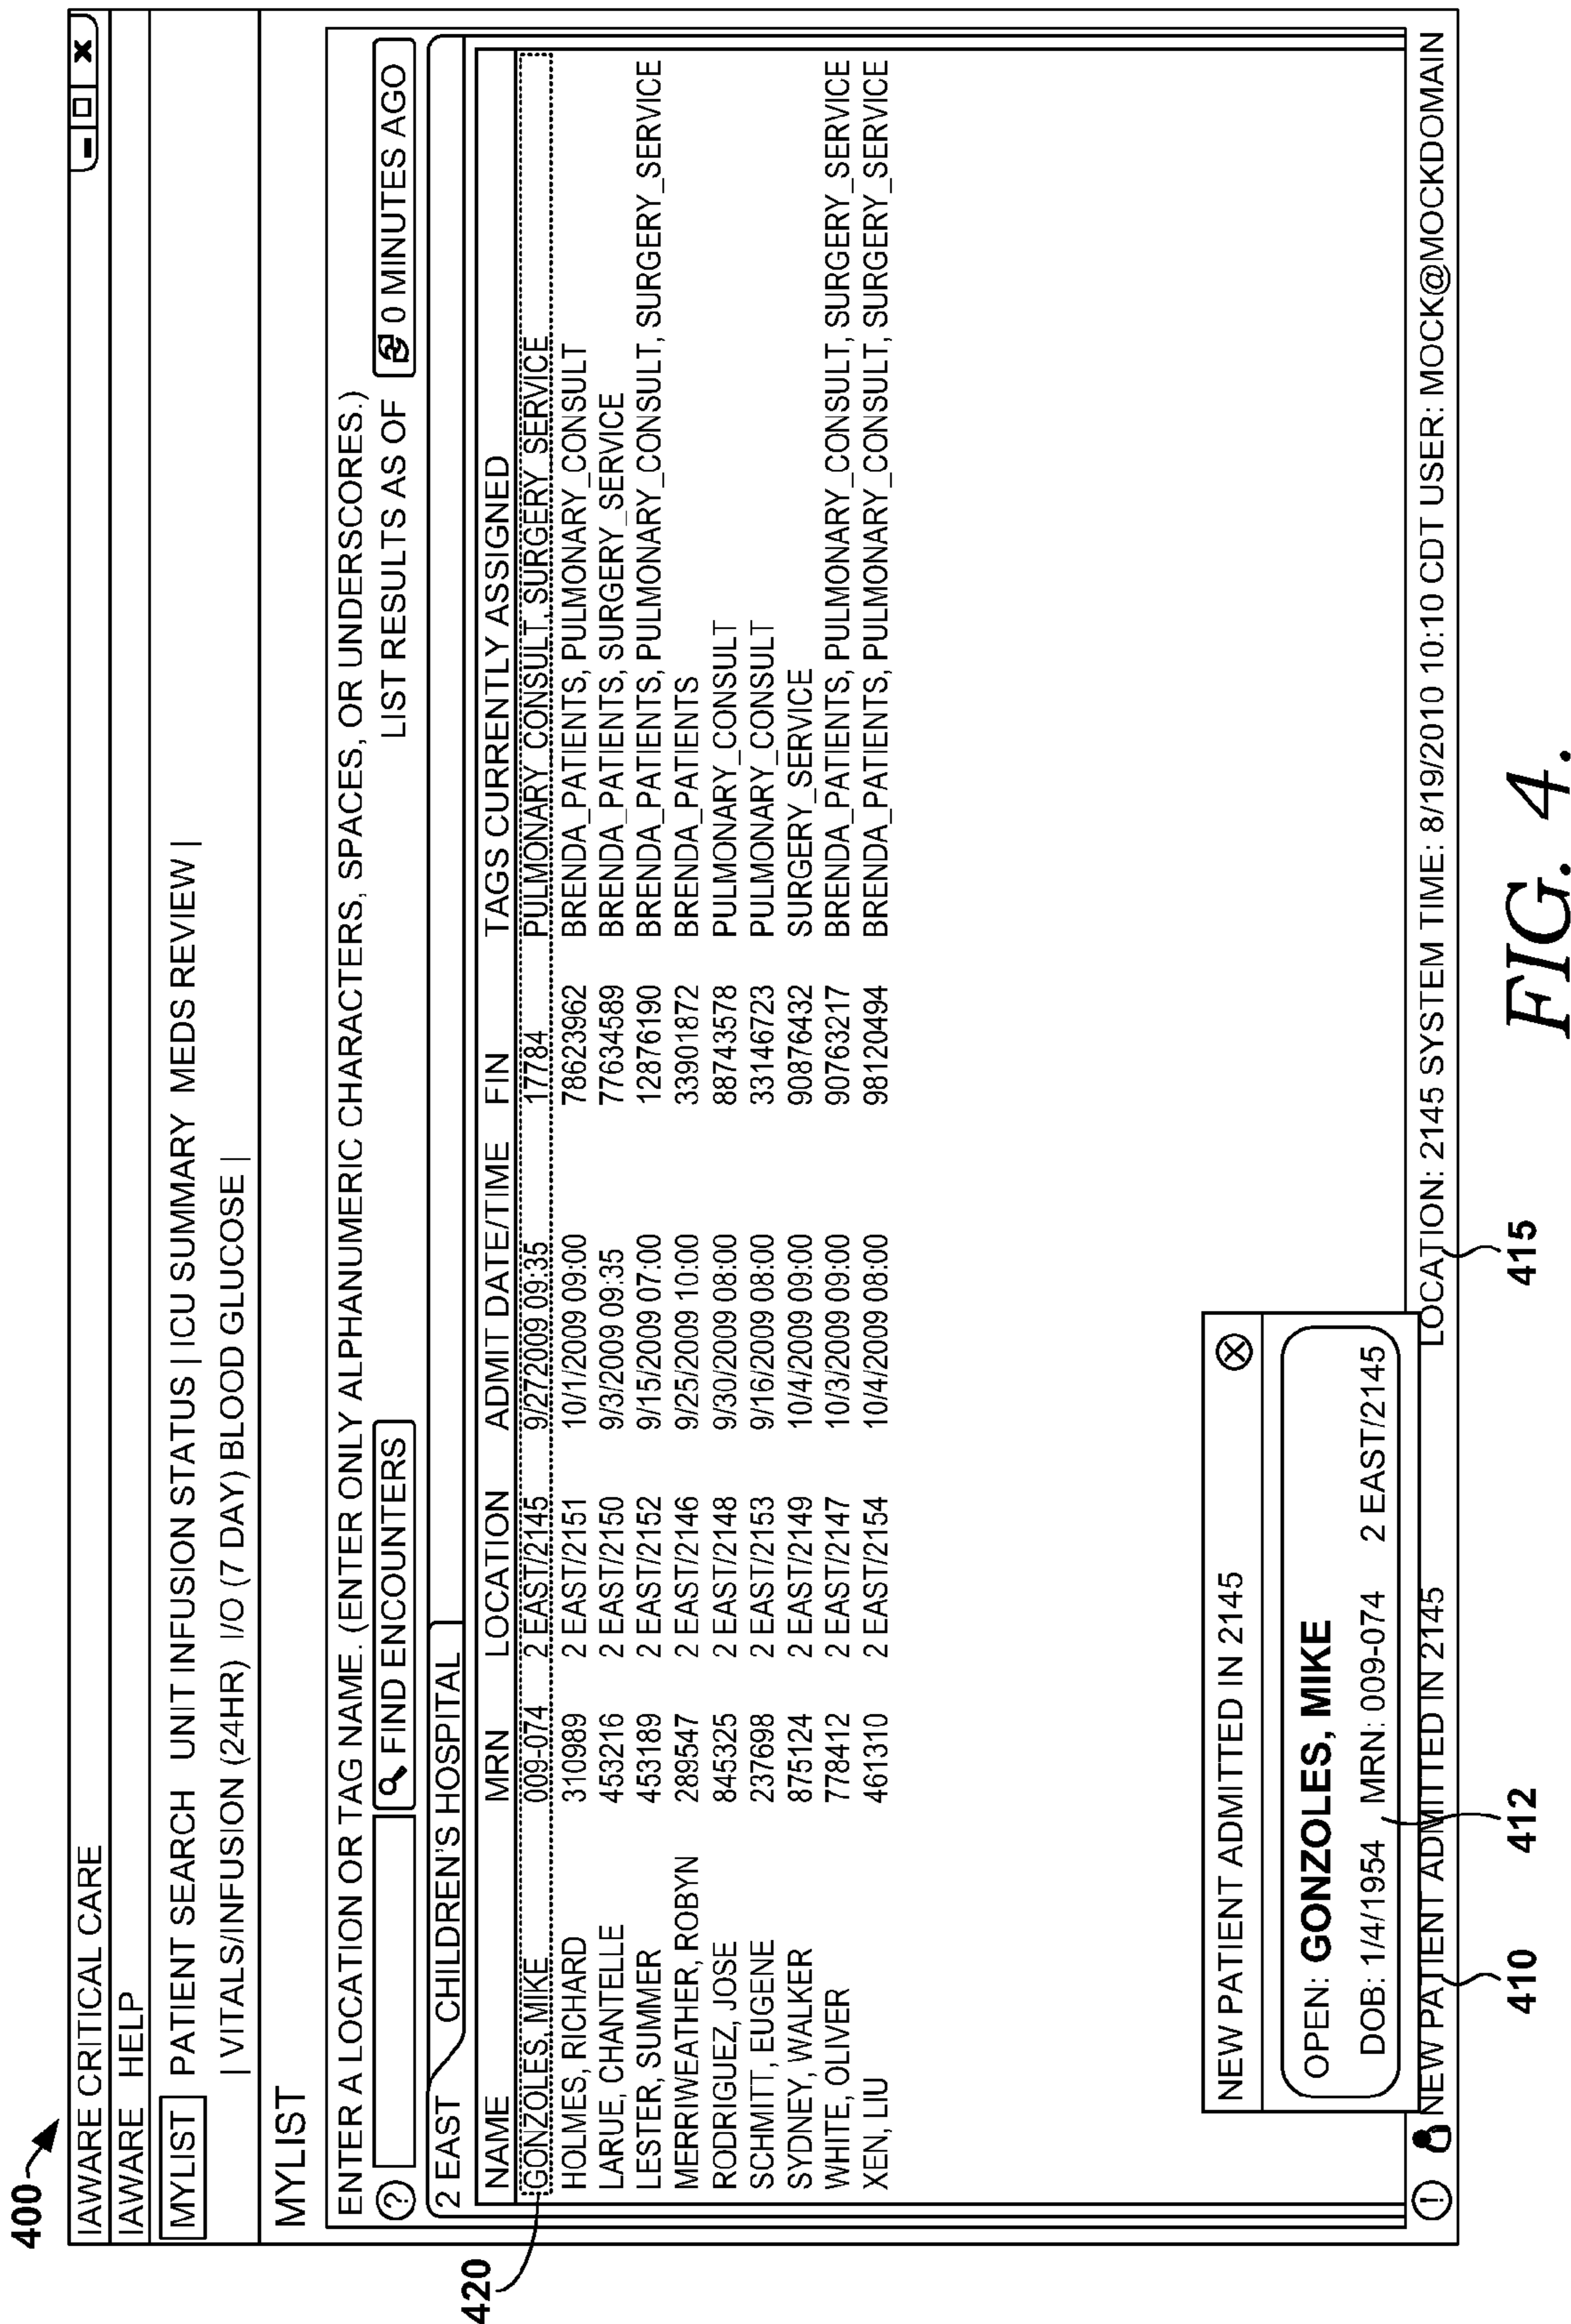 400
IAWARE CRITICAL CARE
IAWARE HELP
MYLIST PATIENT SEARCH UNIT INFUSION STATUS | ICU SUMMARY MEDS REVIEW |
| VITALS/INFUSION (24HR) I/O (7 DAY) BLOOD GLUCOSE |
MYLIST
ENTER A LOCATION OR TAG NAME. (ENTER ONLY ALPHANUMERIC CHARACTERS, SPACES, OR UNDERSCORES.)
? FIND ENCOUNTERS LIST RESULTS AS OF 0 MINUTES AGO
2 EAST CHILDREN'S HOSPITAL
NAME MRN LOCATION ADMIT DATE/TIME FIN TAGS CURRENTLY ASSIGNED
GONZOLES, MIKE 009-074 2 EAST/2145 9/272009 09:35 17784 PULMONARY_CONSULT, SURGERY_SERVICE
HOLMES, RICHARD 310989 2 EAST/2151 10/1/2009 09:00 78623962 BRENDA_PATIENTS, PULMONARY_CONSULT
LARUE, CHANTELLE 453216 2 EAST/2150 9/3/2009 09:35 77634589 BRENDA_PATIENTS, SURGERY_SERVICE
LESTER, SUMMER 453189 2 EAST/2152 9/15/2009 07:00 12876190 BRENDA_PATIENTS, PULMONARY_CONSULT, SURGERY_SERVICE
MERRIWEATHER, ROBYN 289547 2 EAST/2146 9/25/2009 10:00 33901872 BRENDA_PATIENTS
RODRIGUEZ, JOSE 845325 2 EAST/2148 9/30/2009 08:00 88743578 PULMONARY_CONSULT
SCHMITT, EUGENE 237698 2 EAST/2153 9/16/2009 08:00 33146723 PULMONARY_CONSULT
SYDNEY, WALKER 875124 2 EAST/2149 10/4/2009 09:00 90876432 SURGERY_SERVICE
WHITE, OLIVER 778412 2 EAST/2147 10/3/2009 09:00 90763217 BRENDA_PATIENTS, PULMONARY_CONSULT, SURGERY_SERVICE
XEN, LIU 461310 2 EAST/2154 10/4/2009 08:00 98120494 BRENDA_PATIENTS, PULMONARY_CONSULT, SURGERY_SERVICE
420
NEW PATIENT ADMITTED IN 2145
OPEN: GONZOLES, MIKE
DOB: 1/4/1954 MRN: 009-074 2 EAST/2145
! NEW PATIENT ADMITTED IN 2145 LOCATION: 2145 SYSTEM TIME: 8/19/2010 10:10 CDT USER: MOCK@MOCKDOMAIN
410 412 415
FIG. 4.